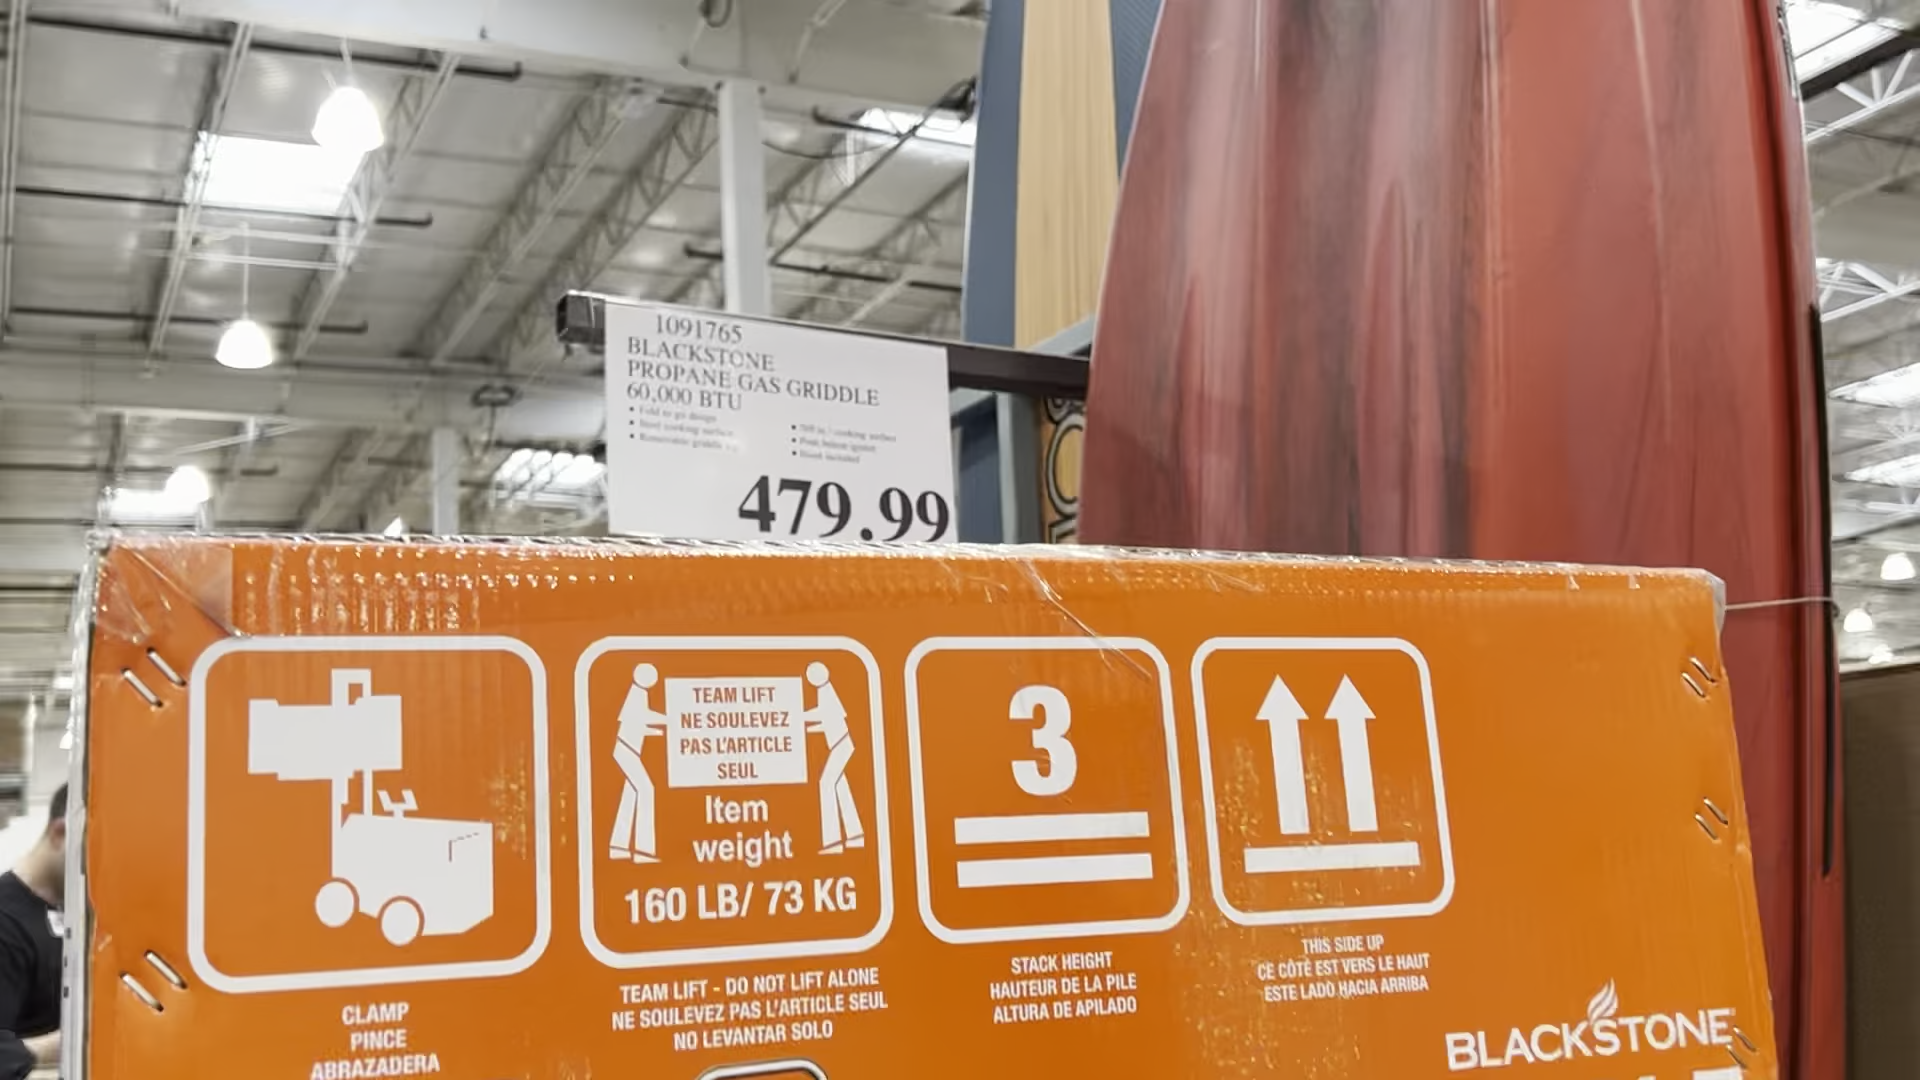 1091765
BLACKSTONE
PROPANE GAS GRIDDLE
60,000 BTU
479.99
TEAM LIFT
NE SOULEVEZ
PAS L'ARTICLE
SEUL
Item
weight
160 LB/ 73 KG
3
CLAMP
PINCE
ABRAZADERA
TEAM LIFT - DO NOT LIFT ALONE
NE SOULEVEZ PAS L'ARTICLE SEUL
NO LEVANTAR SOLO
STACK HEIGHT
HAUTEUR DE LA PILE
ALTURA DE APILADO
THIS SIDE UP
CE CÔTÉ EST VERS LE HAUT
ESTE LADO HACIA ARRIBA
BLACKSTONE